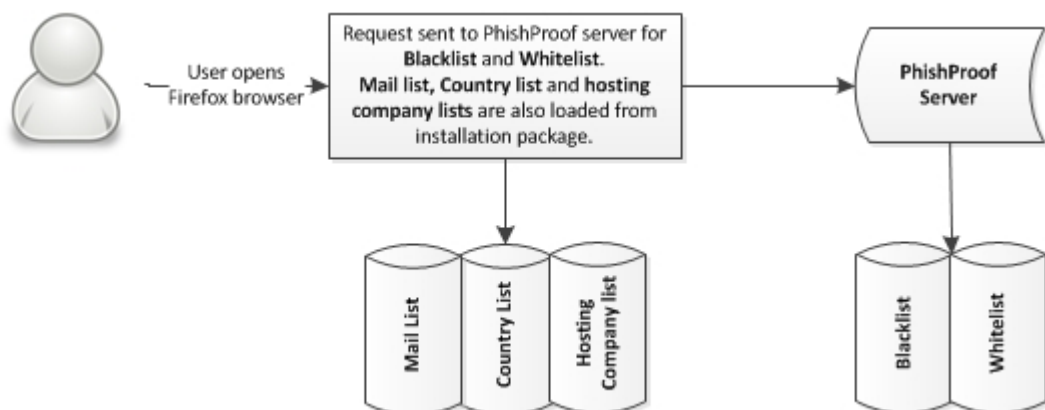 User opens
Firefox browser
Request sent to PhishProof server for
Blacklist and Whitelist.
Mail list, Country list and hosting
company lists are also loaded from
installation package.
PhishProof
Server
Mail List
Country List
Hosting
Company list
Blacklist
Whitelist